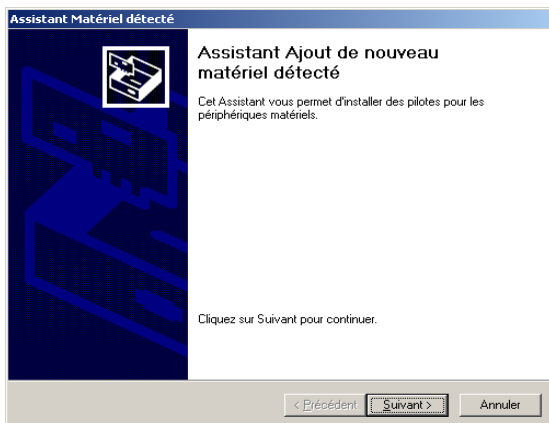 Assistant Matériel détecté
Assistant Ajout de nouveau
matériel détecté
Cet Assistant vous permet d'installer des pilotes pour les
périphériques matériels.
Cliquez sur Suivant pour continuer.
< Précédent Suivant > Annuler